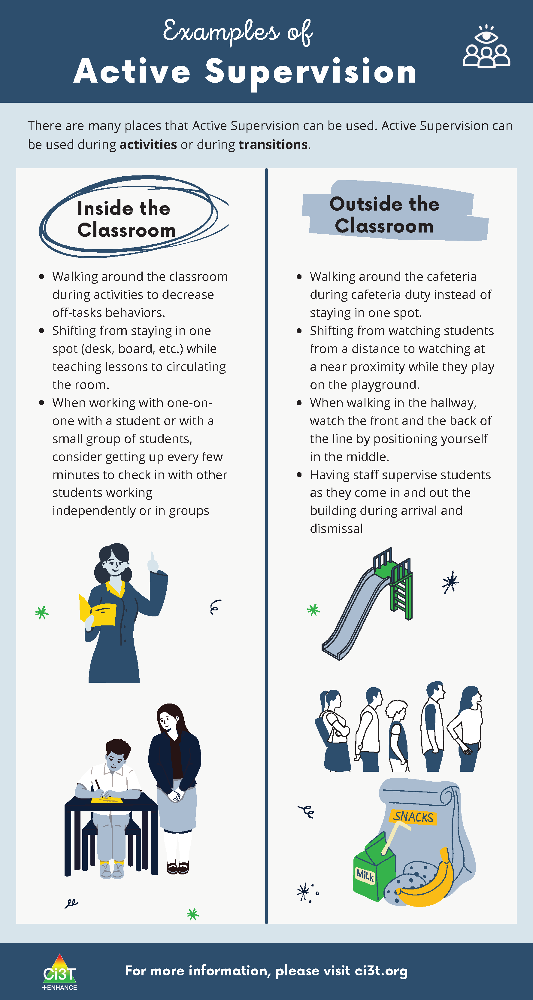 Examples of
Active Supervision
There are many places that Active Supervision can be used. Active Supervision can
be used during activities or during transitions.
Inside the
Classroom
• Walking around the classroom
during activities to decrease
off-tasks behaviors.
• Shifting from staying in one
spot (desk, board, etc.) while
teaching lessons to circulating
the room.
• When working with one-on-
one with a student or with a
small group of students,
consider getting up every few
minutes to check in with other
students working
independently or in groups
Outside the
Classroom
• Walking around the cafeteria
during cafeteria duty instead of
staying in one spot.
• Shifting from watching students
from a distance to watching at
a near proximity while they play
on the playground.
• When walking in the hallway,
watch the front and the back of
the line by positioning yourself
in the middle.
• Having staff supervise students
as they come in and out the
building during arrival and
dismissal
SNACKS
MILK
Ci3T
+ENHANCE
For more information, please visit ci3t.org